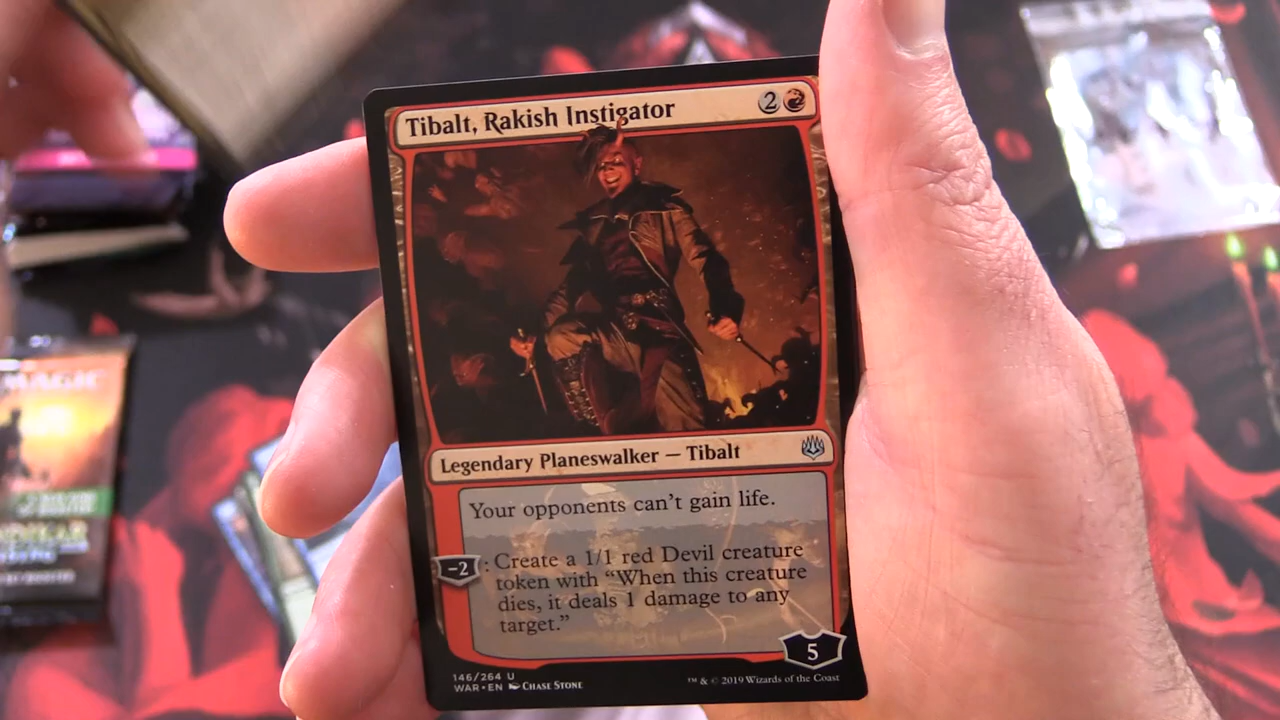 Tibalt, Rakish Instigator
2
Legendary Planeswalker — Tibalt
Your opponents can't gain life.
−2: Create a 1/1 red Devil creature
token with “When this creature
dies, it deals 1 damage to any
target.”
5
146/264 U
WAR • EN Chase Stone
™ & © 2019 Wizards of the Coast
MAGIC